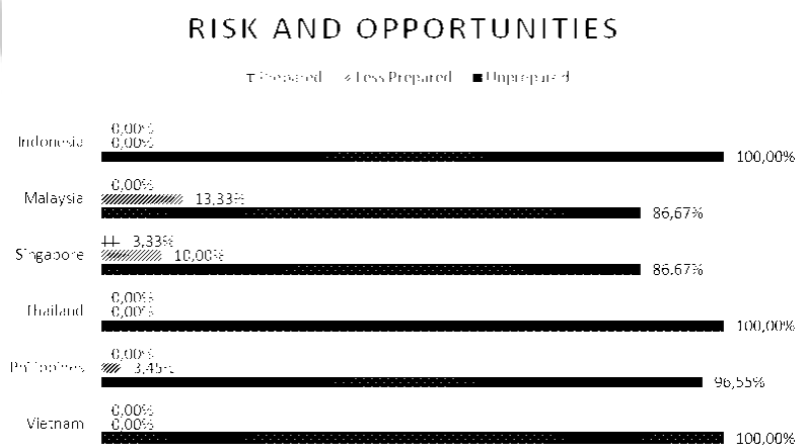 RISK AND OPPORTUNITIES
Prepared Less Prepared Unprepared
0,00%
Indonesia 0,00%
100,00%
0,00%
Malaysia 13,33%
86,67%
3,33%
Singapore 10,00%
86,67%
0,00%
Thailand 0,00%
100,00%
0,00%
Philippines 3,45%
96,55%
0,00%
Vietnam 0,00%
100,00%